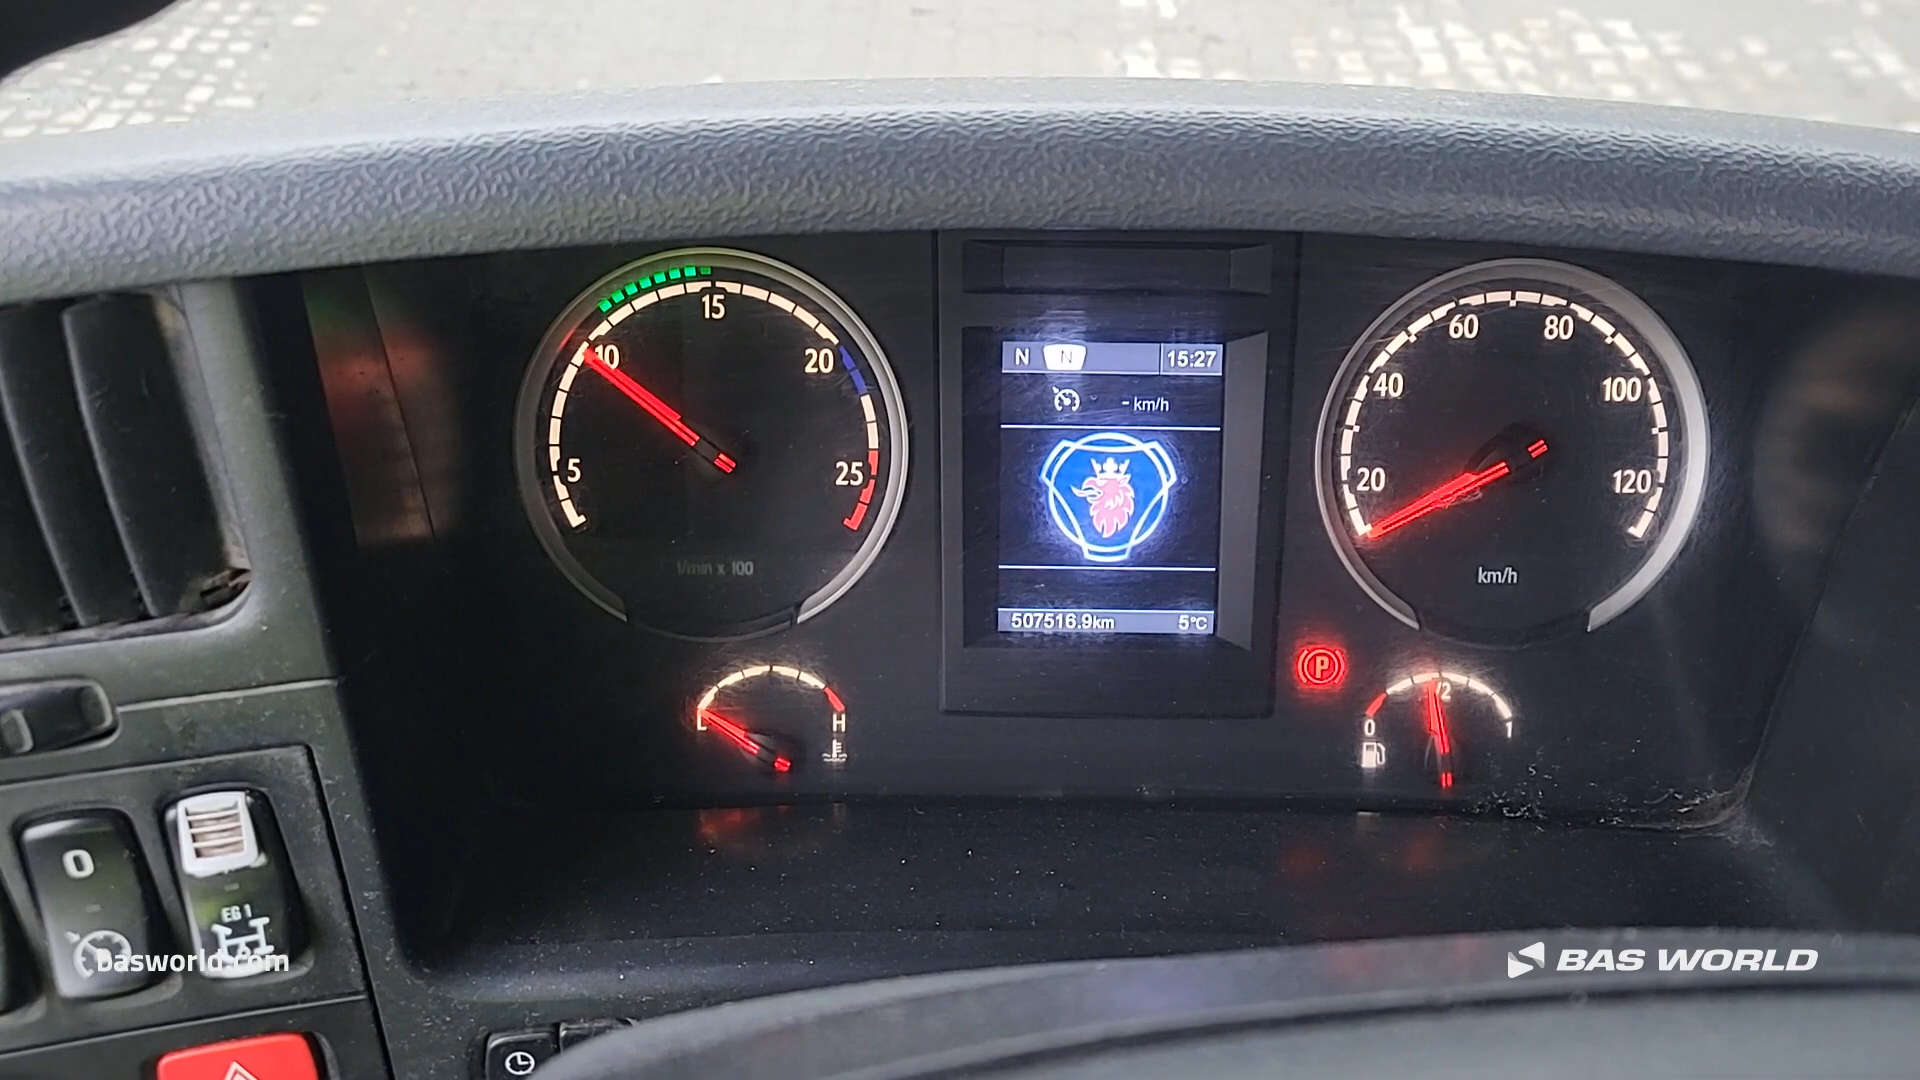 15
10
20
5
25
1/min x 100
N N 15:27
- km/h
507516.9km 5°C
60 80
40 100
20 120
km/h
H
P
0 1/2 1
0
EG 1
basworld.com
BAS WORLD